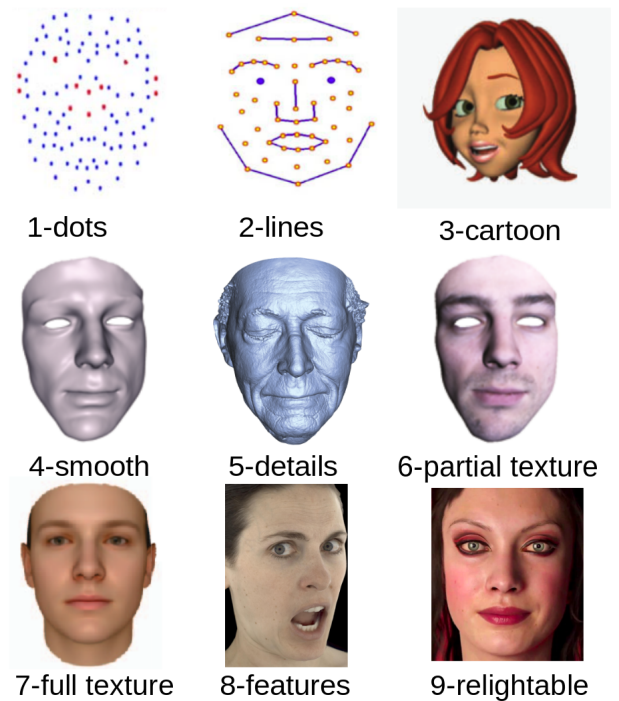 1-dots
2-lines
3-cartoon
4-smooth
5-details
6-partial texture
7-full texture
8-features
9-relightable